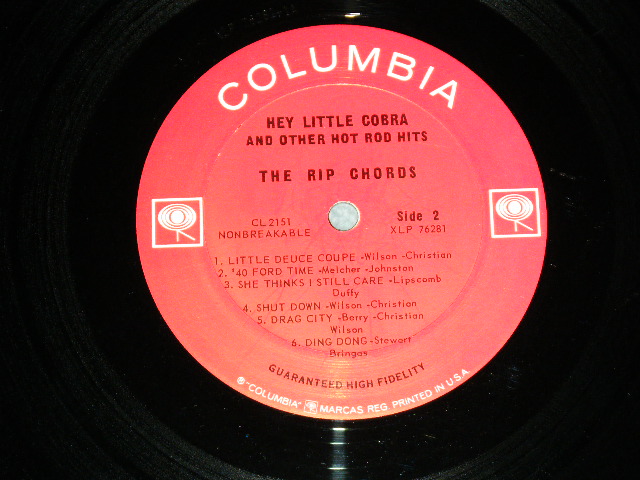 COLUMBIA
HEY LITTLE COBRA
AND OTHER HOT ROD HITS
THE RIP CHORDS
CL 2151
NONBREAKABLE
Side 2
XLP 76281
1. LITTLE DEUCE COUPE -Wilson -Christian
2. '40 FORD TIME -Melcher -Johnston
3. SHE THINKS I STILL CARE -Lipscomb
Duffy
4. SHUT DOWN -Wilson -Christian
5. DRAG CITY -Berry -Christian
Wilson
6. DING DONG -Stewart
Bringas
GUARANTEED HIGH FIDELITY
® "COLUMBIA" MARCAS REG. PRINTED IN U.S.A.